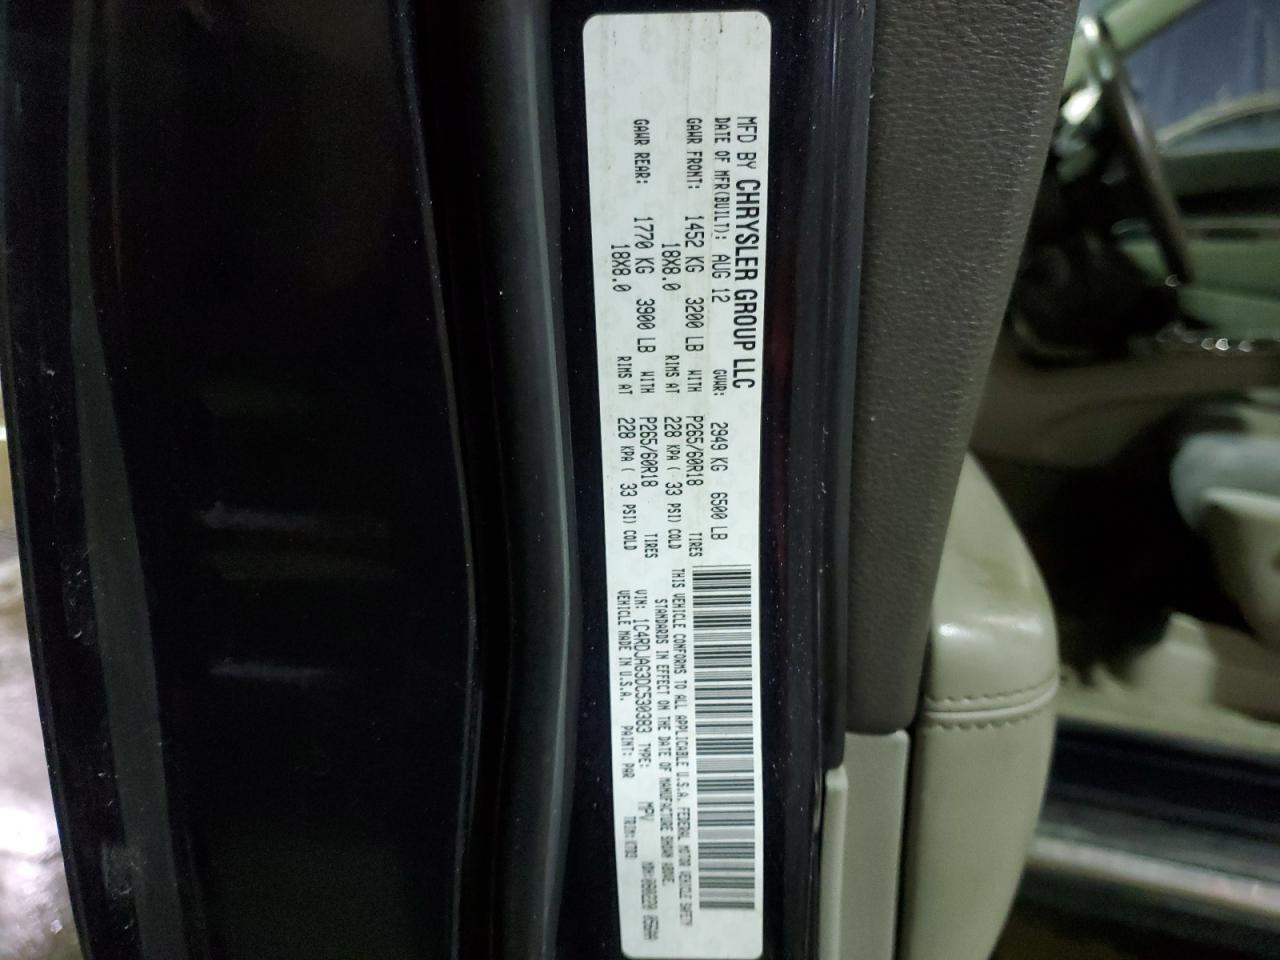 MFD BY CHRYSLER GROUP LLC
DATE OF MFR(BUILT): AUG 12 GVWR: 2949 KG 6500 LB
GAWR FRONT: 1452 KG 3200 LB WITH P265/60R18 TIRES
18X8.0 RIMS AT 228 KPA ( 33 PSI) COLD
GAWR REAR: 1770 KG 3900 LB WITH P265/60R18 TIRES
18X8.0 RIMS AT 228 KPA ( 33 PSI) COLD
THIS VEHICLE CONFORMS TO ALL APPLICABLE U.S.A. FEDERAL MOTOR VEHICLE SAFETY
STANDARDS IN EFFECT ON THE DATE OF MANUFACTURE SHOWN ABOVE.
VIN: 1C4RDJAG3DC530383 TYPE: MPV MDH:
VEHICLE MADE IN U.S.A. PAINT: PAR TRIM: